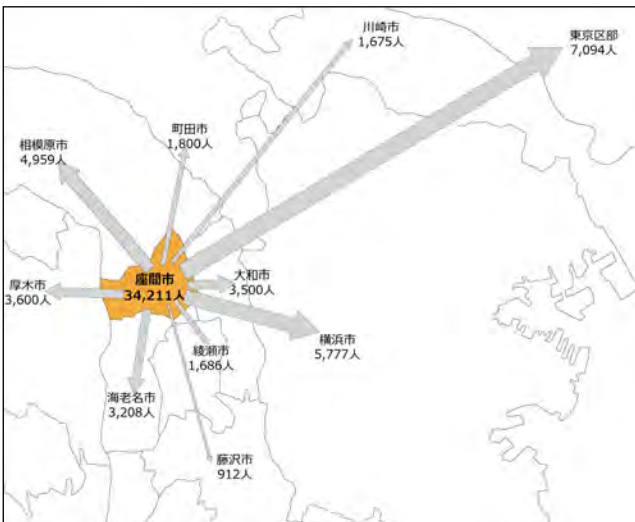 川崎市
1,675人
東京区部
7,094人
町田市
1,800人
相模原市
4,959人
座間市
34,211人
大和市
3,500人
厚木市
3,600人
横浜市
5,777人
綾瀬市
1,686人
海老名市
3,208人
藤沢市
912人